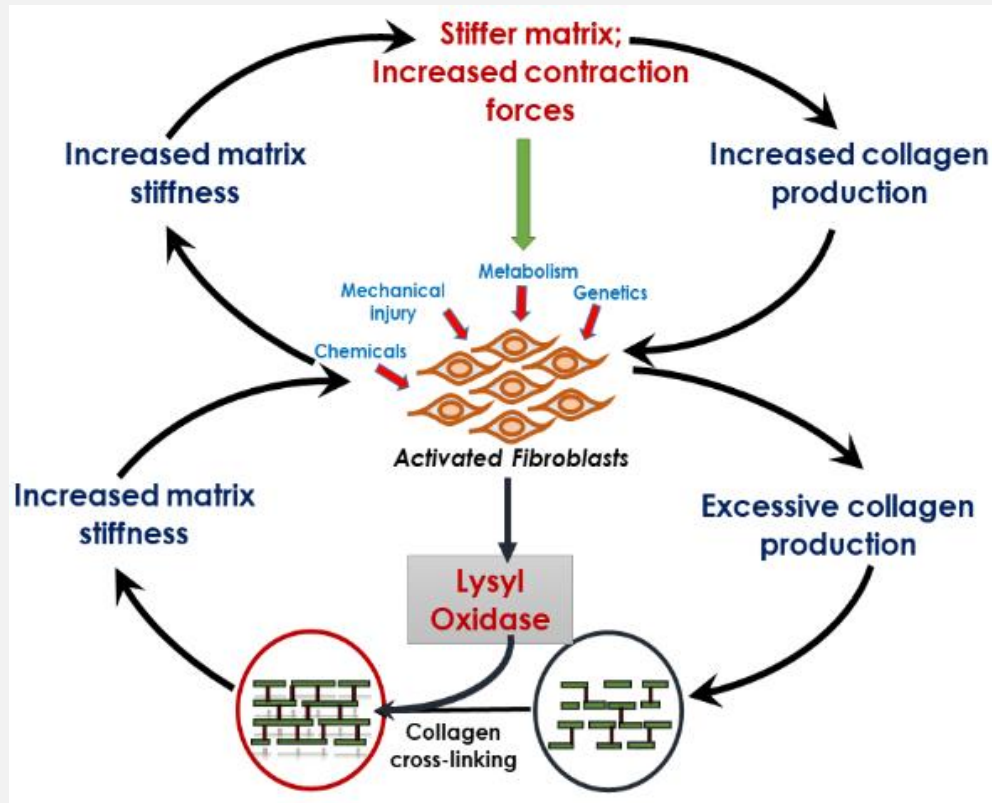 Stiffer matrix;
Increased contraction
forces
Increased matrix
stiffness
Increased collagen
production
Metabolism
Mechanical
injury
Genetics
Chemicals
Activated Fibroblasts
Increased matrix
stiffness
Excessive collagen
production
Lysyl
Oxidase
Collagen
cross-linking